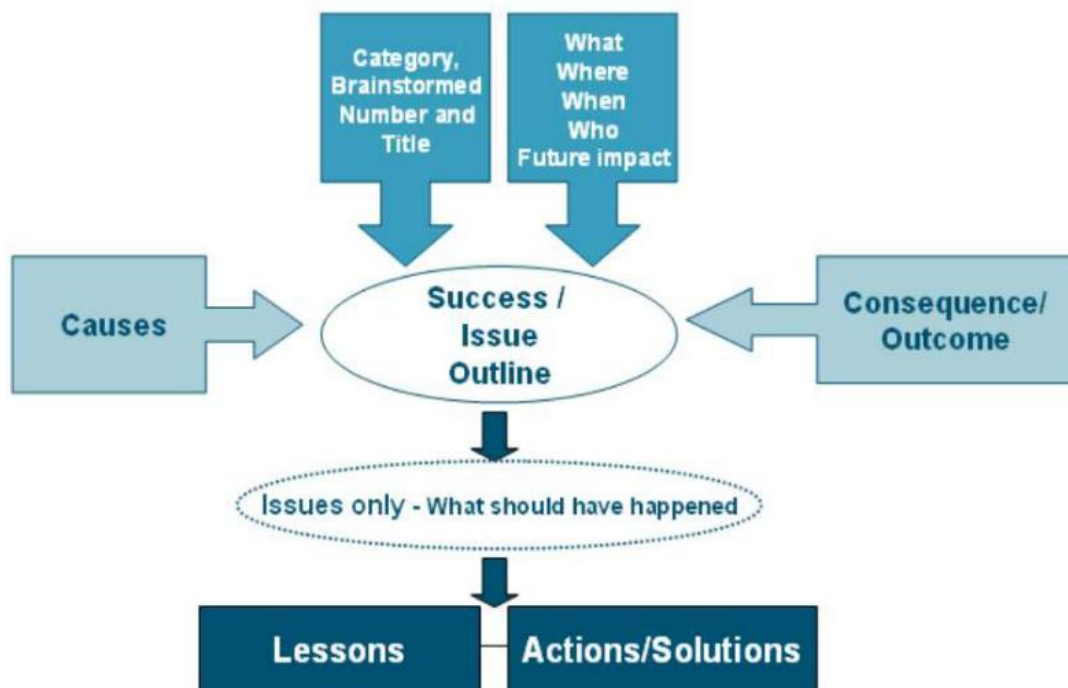 Category,
Brainstormed
Number and
Title
What
Where
When
Who
Future impact
Causes
Success /
Issue
Outline
Consequence/
Outcome
Issues only - What should have happened
Lessons
Actions/Solutions